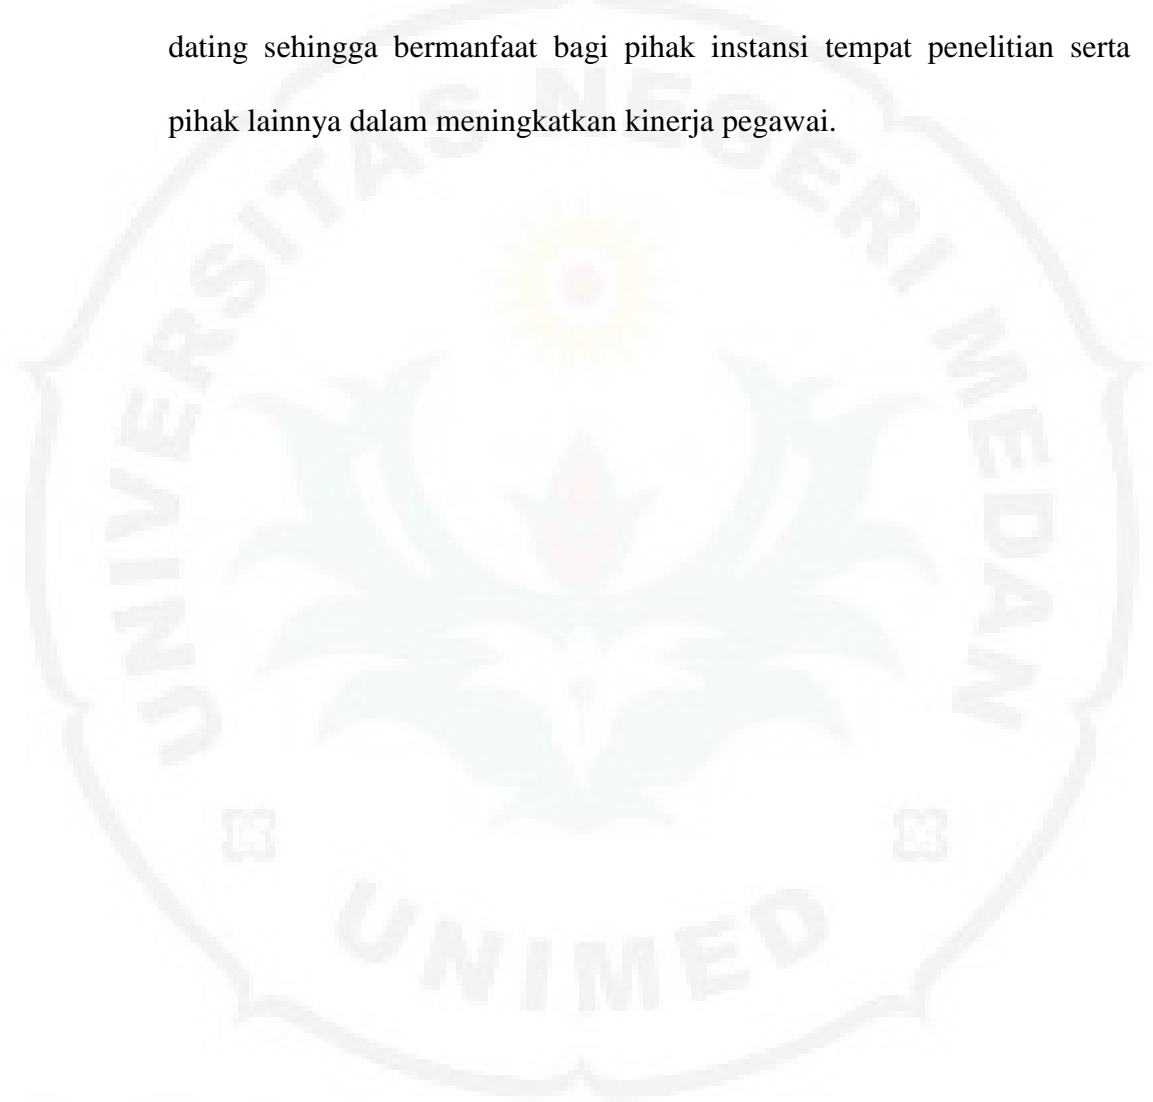 dating sehingga bermanfaat bagi pihak instansi tempat penelitian serta
pihak lainnya dalam meningkatkan kinerja pegawai.
UNIVERSITAS NEGERI MEDAN
UNIMED